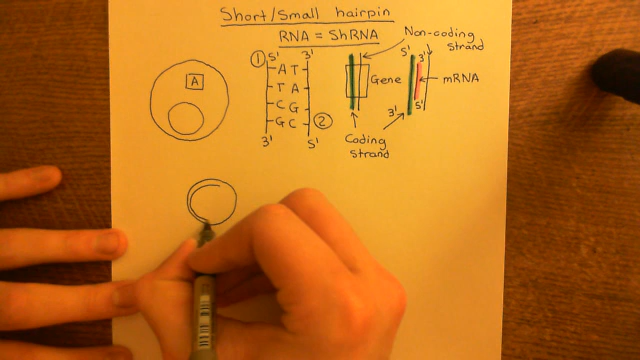 Short/Small hairpin
RNA = ShRNA
Non-coding
strand
① 5' 3'
A T
T A
C G
G C ②
3' 5'
A
Gene
5' 3'
mRNA
3' 5'
Coding
strand